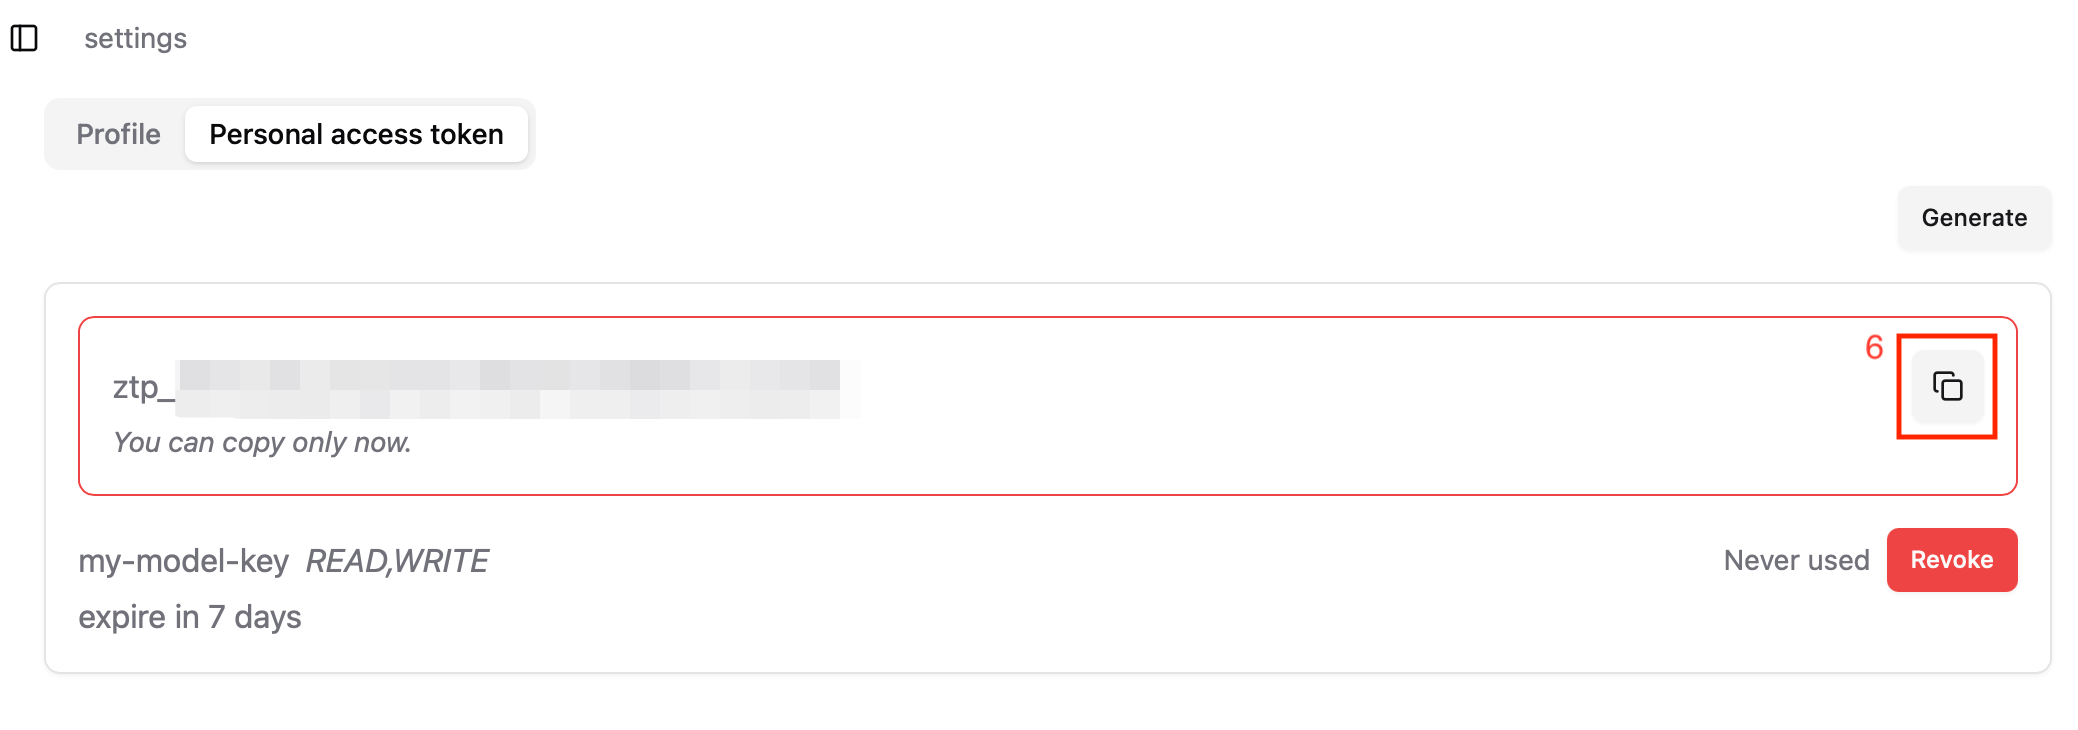 settings
Profile Personal access token
Generate
6
ztp_
You can copy only now.
my-model-key READ,WRITE Never used Revoke
expire in 7 days